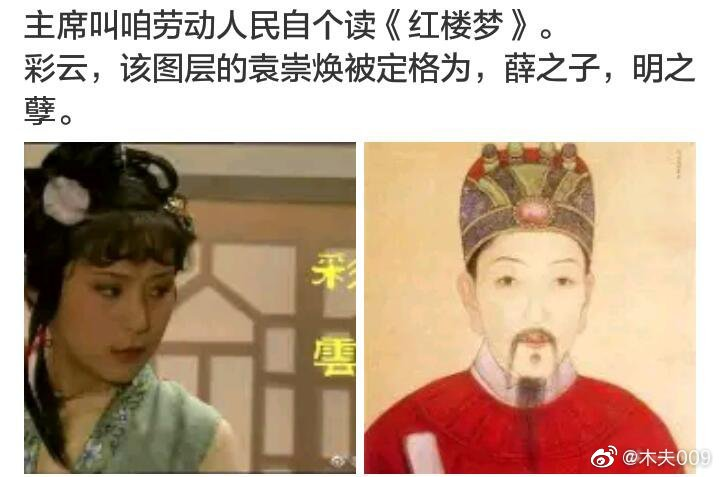 主席叫咱劳动人民自个读《红楼梦》。
彩云，该图层的袁崇焕被定格为，薛之子，明之
孽。
彩
雲
@木夫009